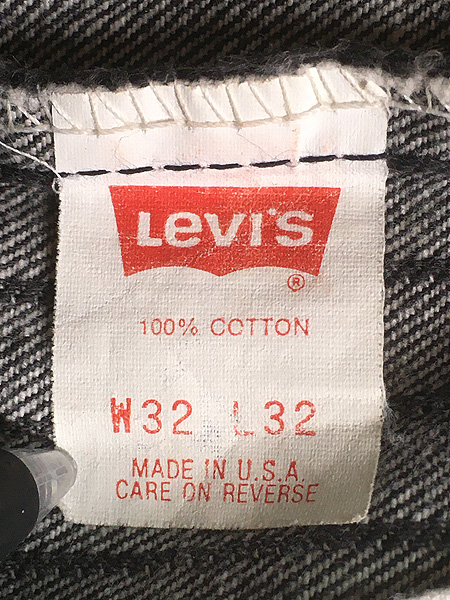 Levi's
®
100% COTTON
W32 L32
MADE IN U.S.A.
CARE ON REVERSE